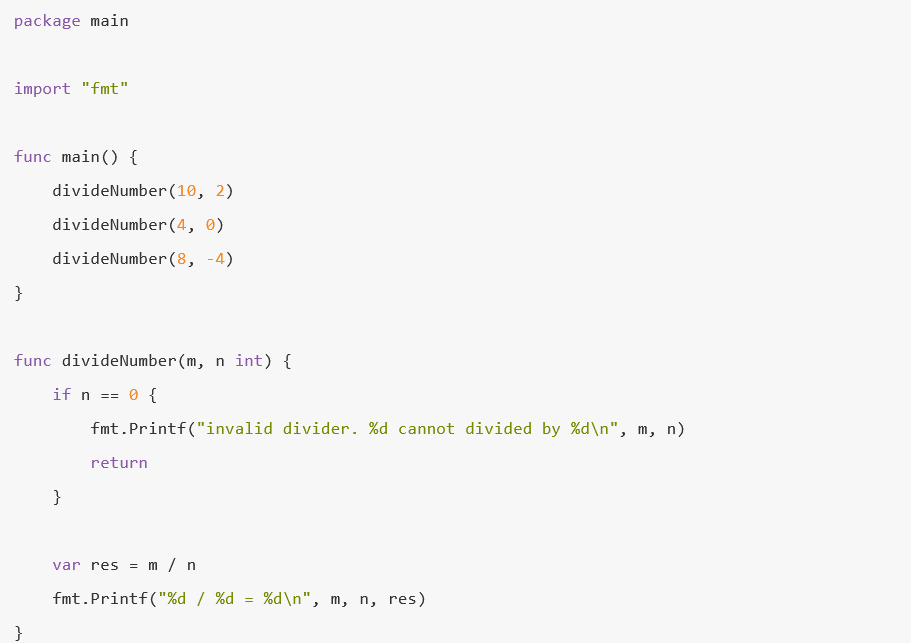 package main

import "fmt"

func main() {
    divideNumber(10, 2)
    divideNumber(4, 0)
    divideNumber(8, -4)
}

func divideNumber(m, n int) {
    if n == 0 {
        fmt.Printf("invalid divider. %d cannot divided by %d\n", m, n)
        return
    }

    var res = m / n
    fmt.Printf("%d / %d = %d\n", m, n, res)
}